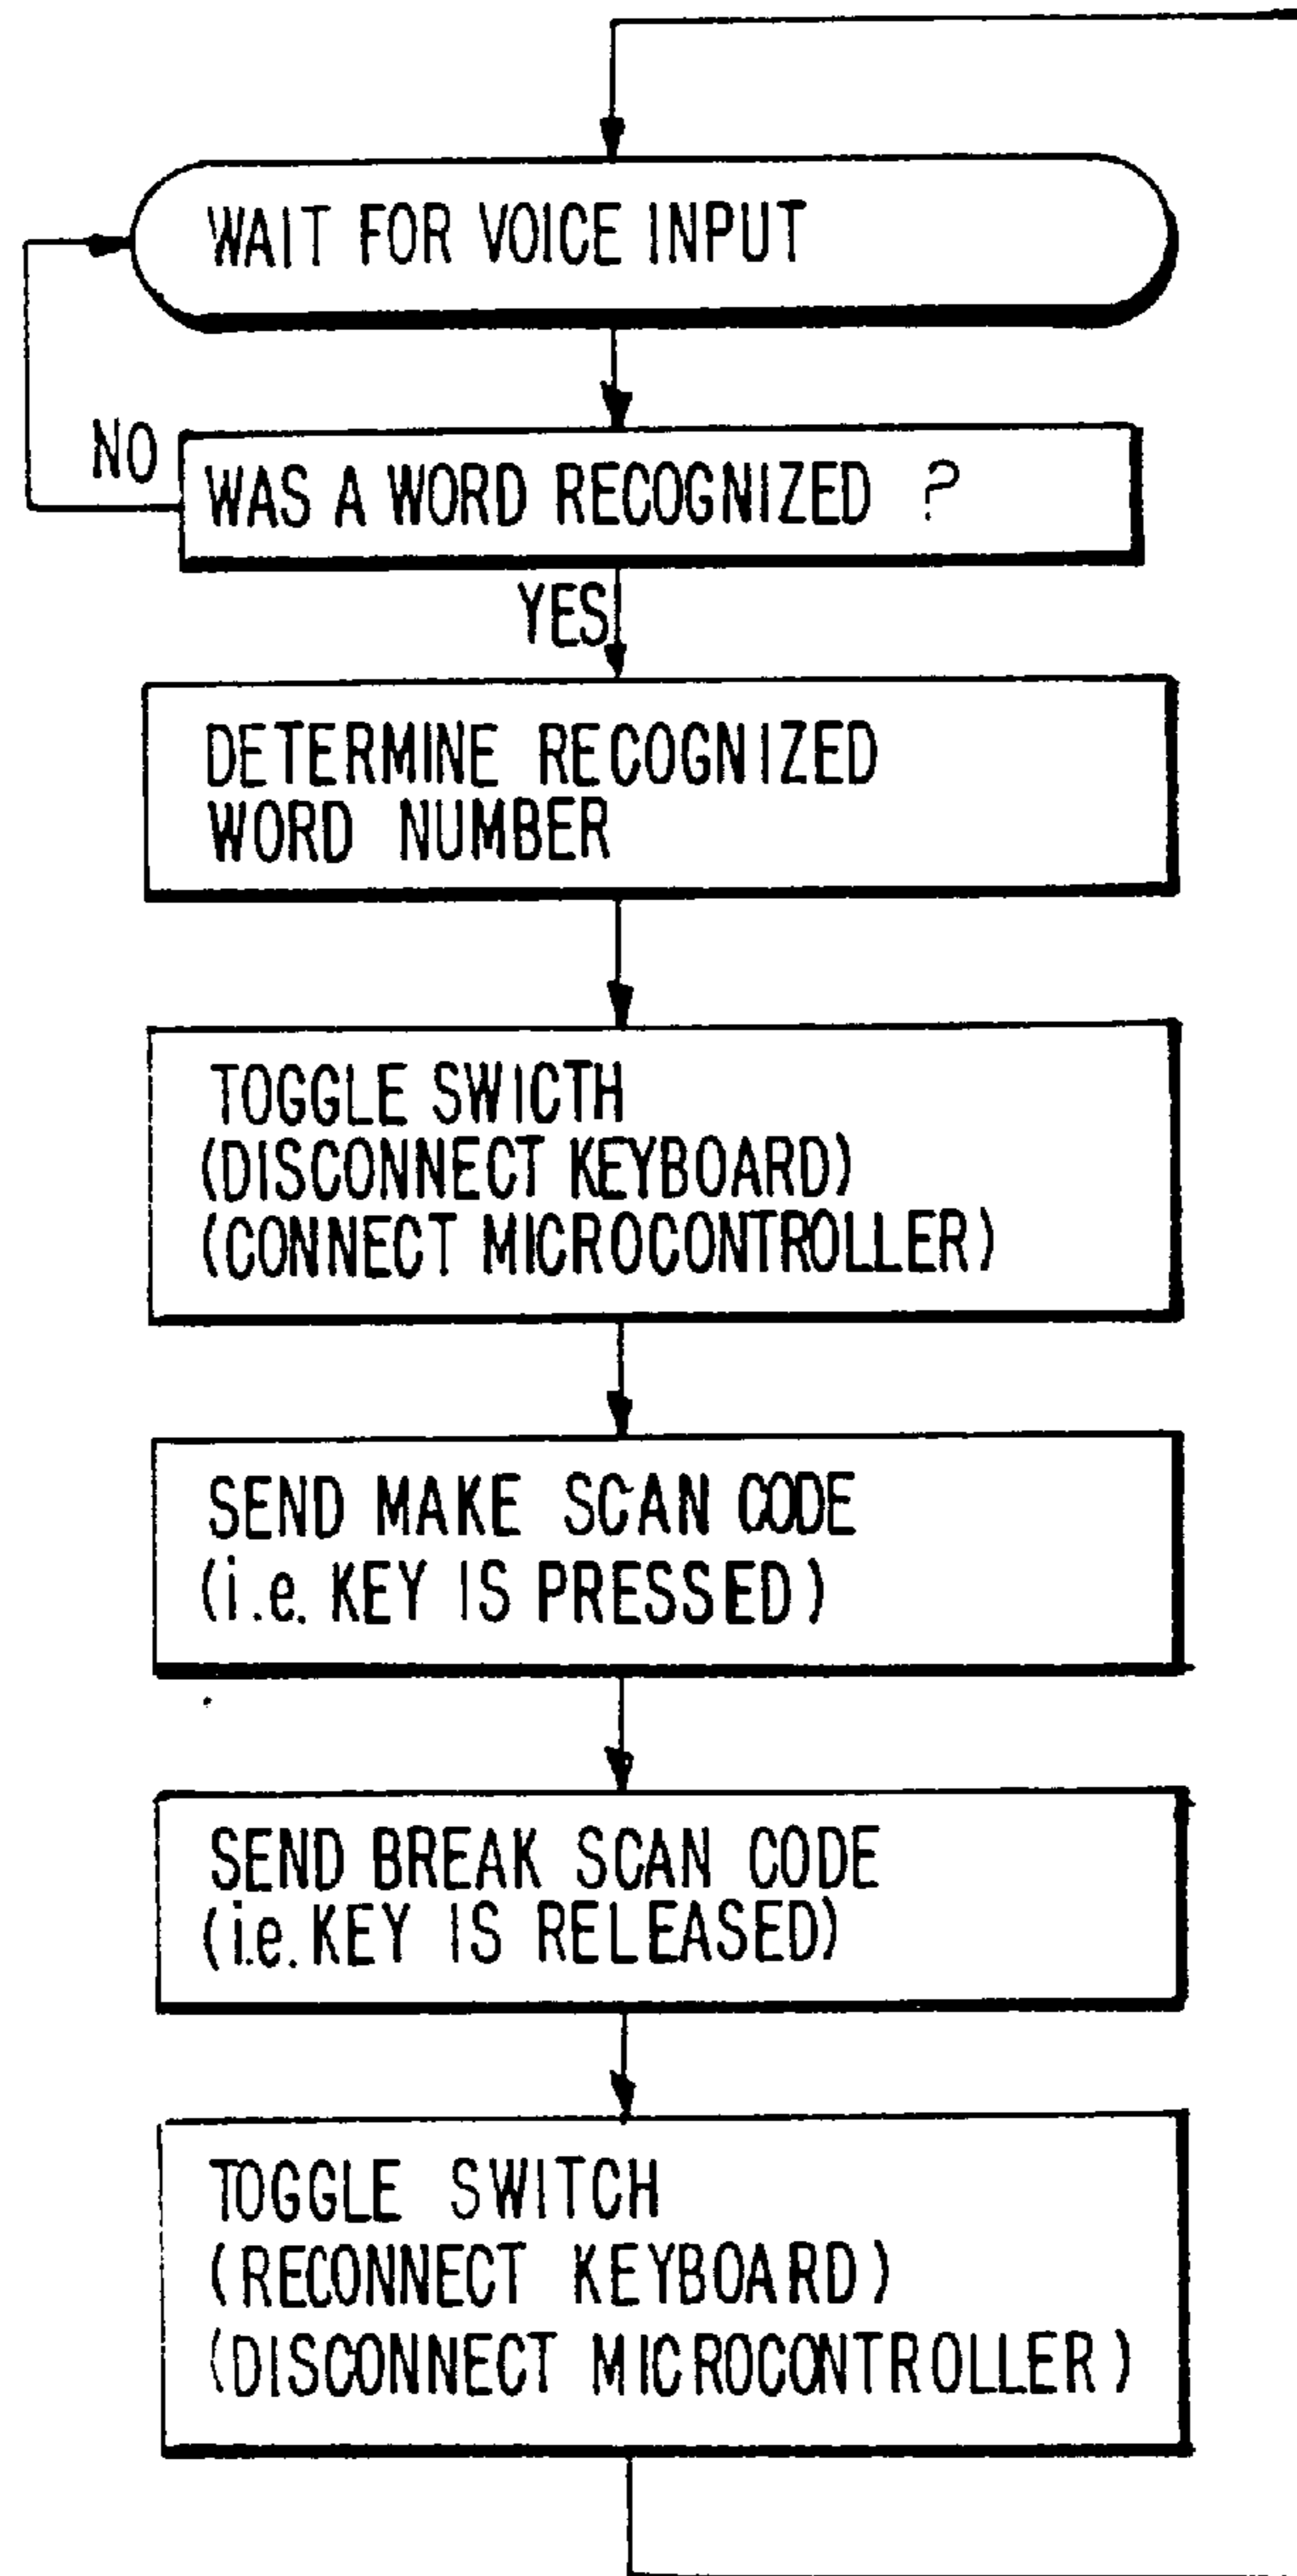 WAIT FOR VOICE INPUT
NO
WAS A WORD RECOGNIZED ?
YES
DETERMINE RECOGNIZED
WORD NUMBER
TOGGLE SWICTH
(DISCONNECT KEYBOARD)
(CONNECT MICROCONTROLLER)
SEND MAKE SCAN CODE
(i.e. KEY IS PRESSED)
SEND BREAK SCAN CODE
(i.e. KEY IS RELEASED)
TOGGLE SWITCH
(RECONNECT KEYBOARD)
(DISCONNECT MICROCONTROLLER)